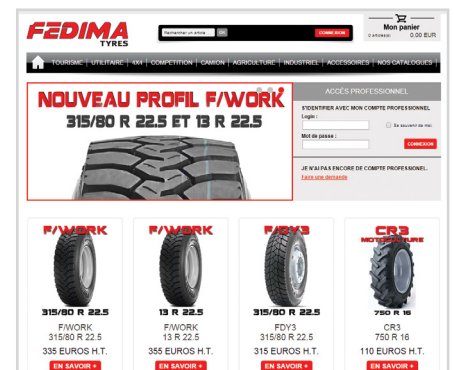 FEDIMA
TYRES
Rechercher un article
OK
CONNEXION
Mon panier
0 article(s)
0,00 EUR
TOURISME | UTILITAIRE | 4X4 | COMPETITION | CAMION | AGRICULTURE | INDUSTRIEL | ACCESSOIRES | NOS CATALOGUES |
NOUVEAU PROFIL F/WORK
315/80 R 22.5 ET 13 R 22.5
ACCÈS PROFESSIONNEL
S'IDENTIFIER AVEC MON COMPTE PROFESSIONNEL
Login :
Se souvenir de moi
Mot de passe :
CONNEXION
JE N'AI PAS ENCORE DE COMPTE PROFESSIONEL.
Faire une demande
F/WORK
315/80 R 22.5
F/WORK
315/80 R 22.5
335 EUROS H.T.
EN SAVOIR +
F/WORK
13 R 22.5
F/WORK
13 R 22.5
355 EUROS H.T.
EN SAVOIR +
F/DY3
315/80 R 22.5
FDY3
315/80 R 22.5
315 EUROS H.T.
EN SAVOIR +
CR3
MOTOCULTURE
750 R 16
CR3
750 R 16
110 EUROS H.T.
EN SAVOIR +